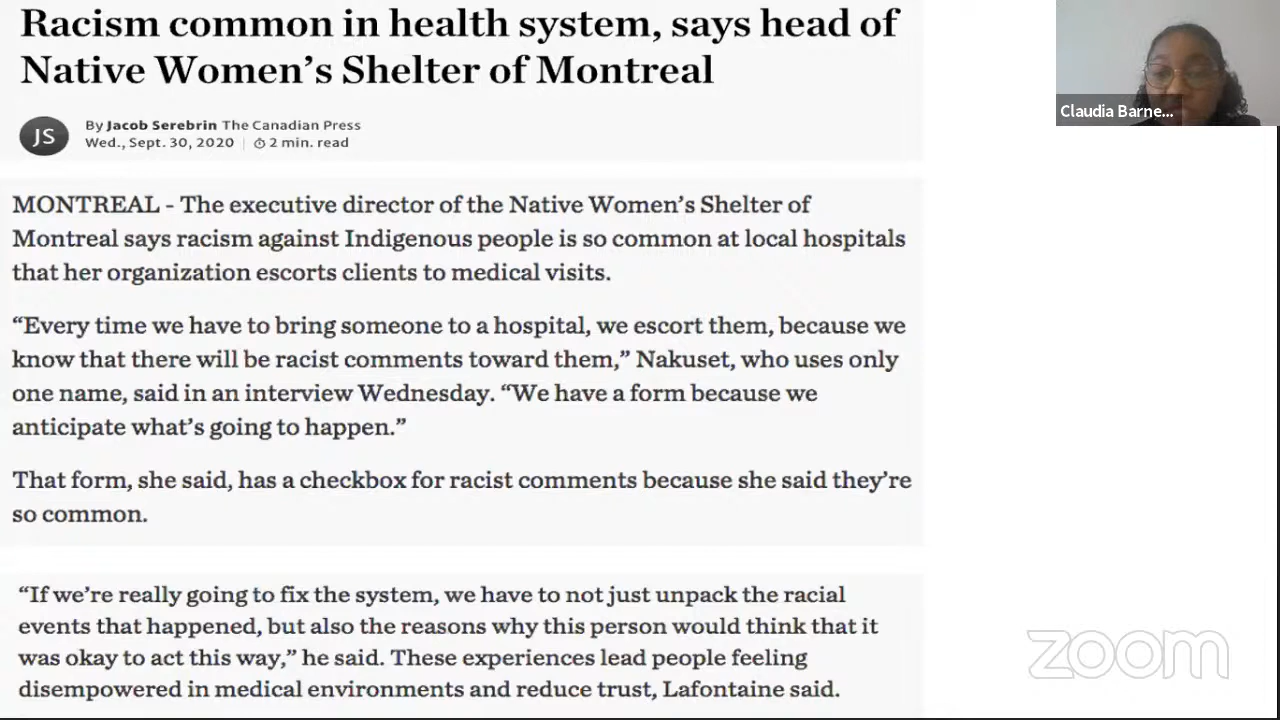 Racism common in health system, says head of
Native Women's Shelter of Montreal
JS
By Jacob Serebrin The Canadian Press
Wed., Sept. 30, 2020 | 2 min. read
MONTREAL - The executive director of the Native Women's Shelter of
Montreal says racism against Indigenous people is so common at local hospitals
that her organization escorts clients to medical visits.
“Every time we have to bring someone to a hospital, we escort them, because we
know that there will be racist comments toward them,” Nakuset, who uses only
one name, said in an interview Wednesday. “We have a form because we
anticipate what's going to happen.”
That form, she said, has a checkbox for racist comments because she said they're
so common.
“If we're really going to fix the system, we have to not just unpack the racial
events that happened, but also the reasons why this person would think that it
was okay to act this way,” he said. These experiences lead people feeling
disempowered in medical environments and reduce trust, Lafontaine said.
Claudia Barne...
zoom